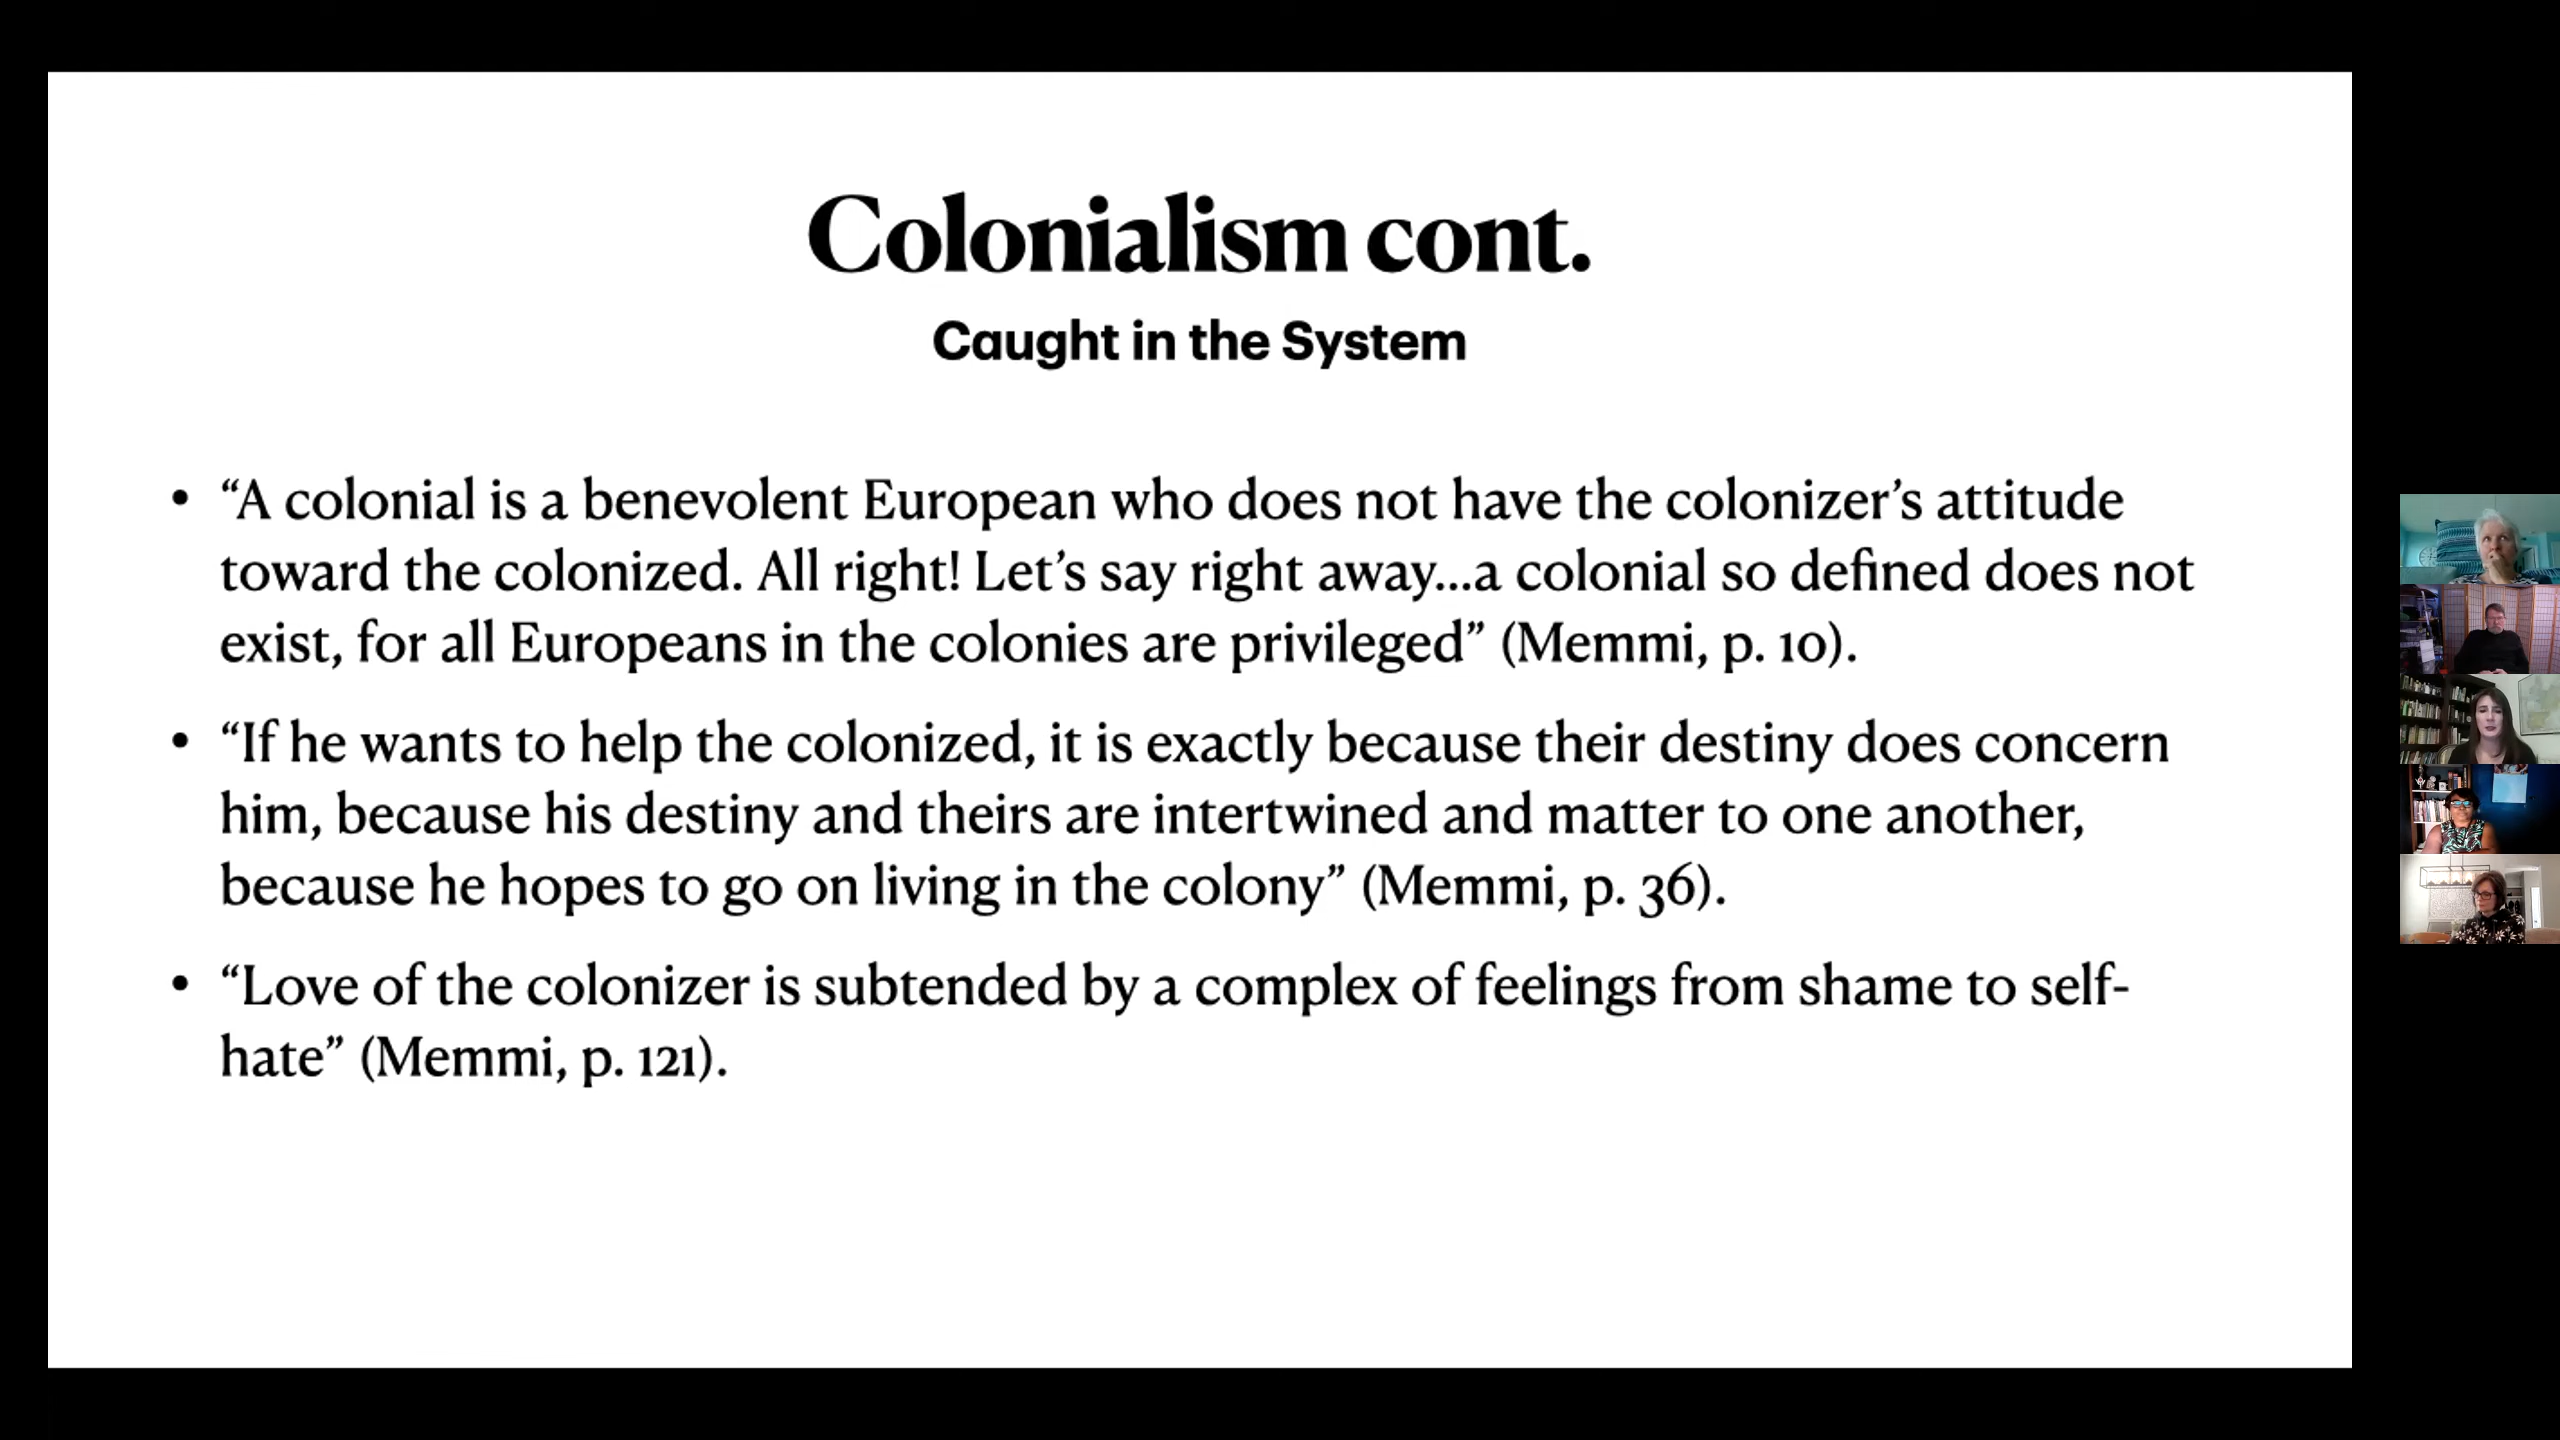 Colonialism cont.
Caught in the System
• “A colonial is a benevolent European who does not have the colonizer’s attitude
toward the colonized. All right! Let’s say right away...a colonial so defined does not
exist, for all Europeans in the colonies are privileged” (Memmi, p. 10).
• “If he wants to help the colonized, it is exactly because their destiny does concern
him, because his destiny and theirs are intertwined and matter to one another,
because he hopes to go on living in the colony” (Memmi, p. 36).
• “Love of the colonizer is subtended by a complex of feelings from shame to self-
hate” (Memmi, p. 121).